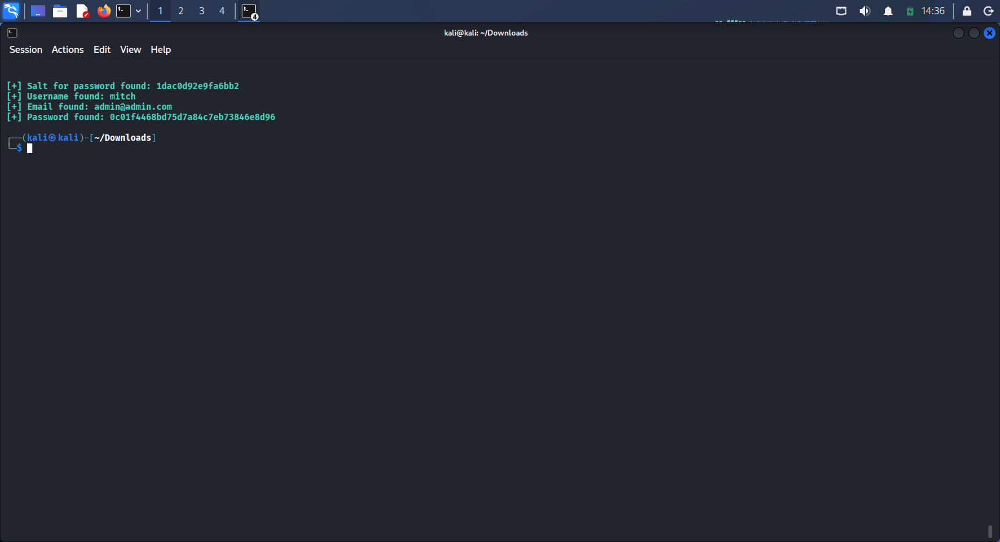 1 2 3 4 4 14:36
kali@kali: ~/Downloads
Session Actions Edit View Help
[+] Salt for password found: 1dac0d92e9fa6bb2
[+] Username found: mitch
[+] Email found: admin@admin.com
[+] Password found: 0c01f4468bd75d7a84c7eb73846e8d96
┌──(kali㉿kali)-[~/Downloads]
└─$